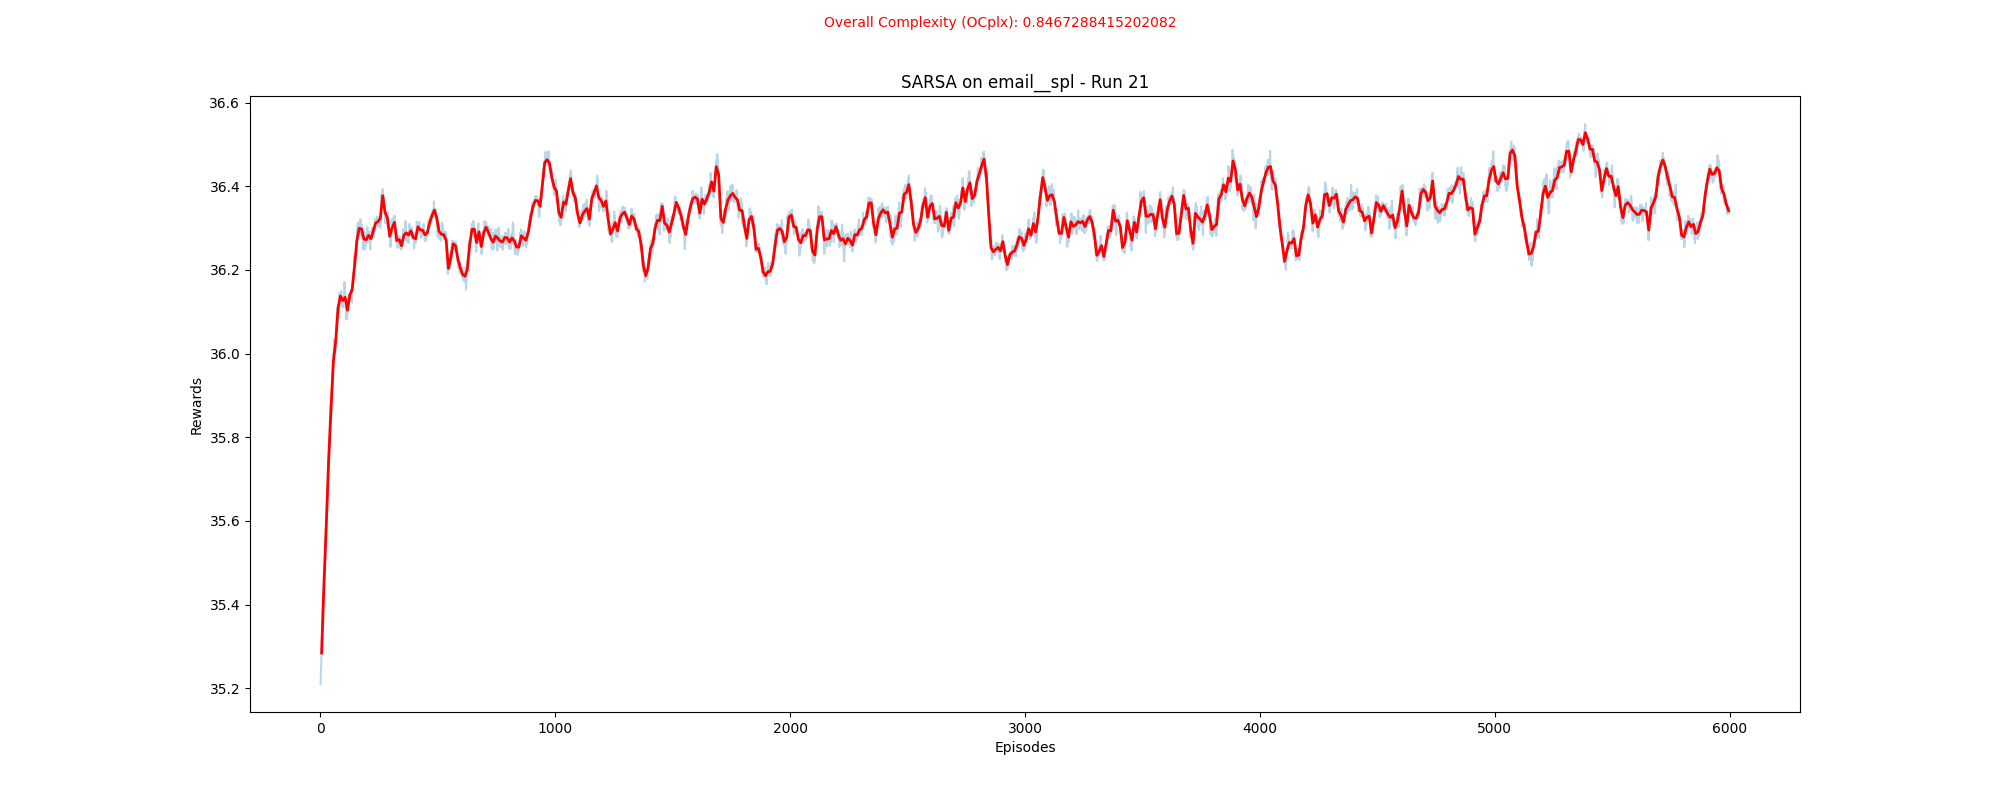 Overall Complexity (OCplx): 0.8467288415202082
SARSA on email__spl - Run 21
36.6
36.4
36.2
36.0
35.8
35.6
35.4
35.2
Rewards
0 1000 2000 3000 4000 5000 6000
Episodes